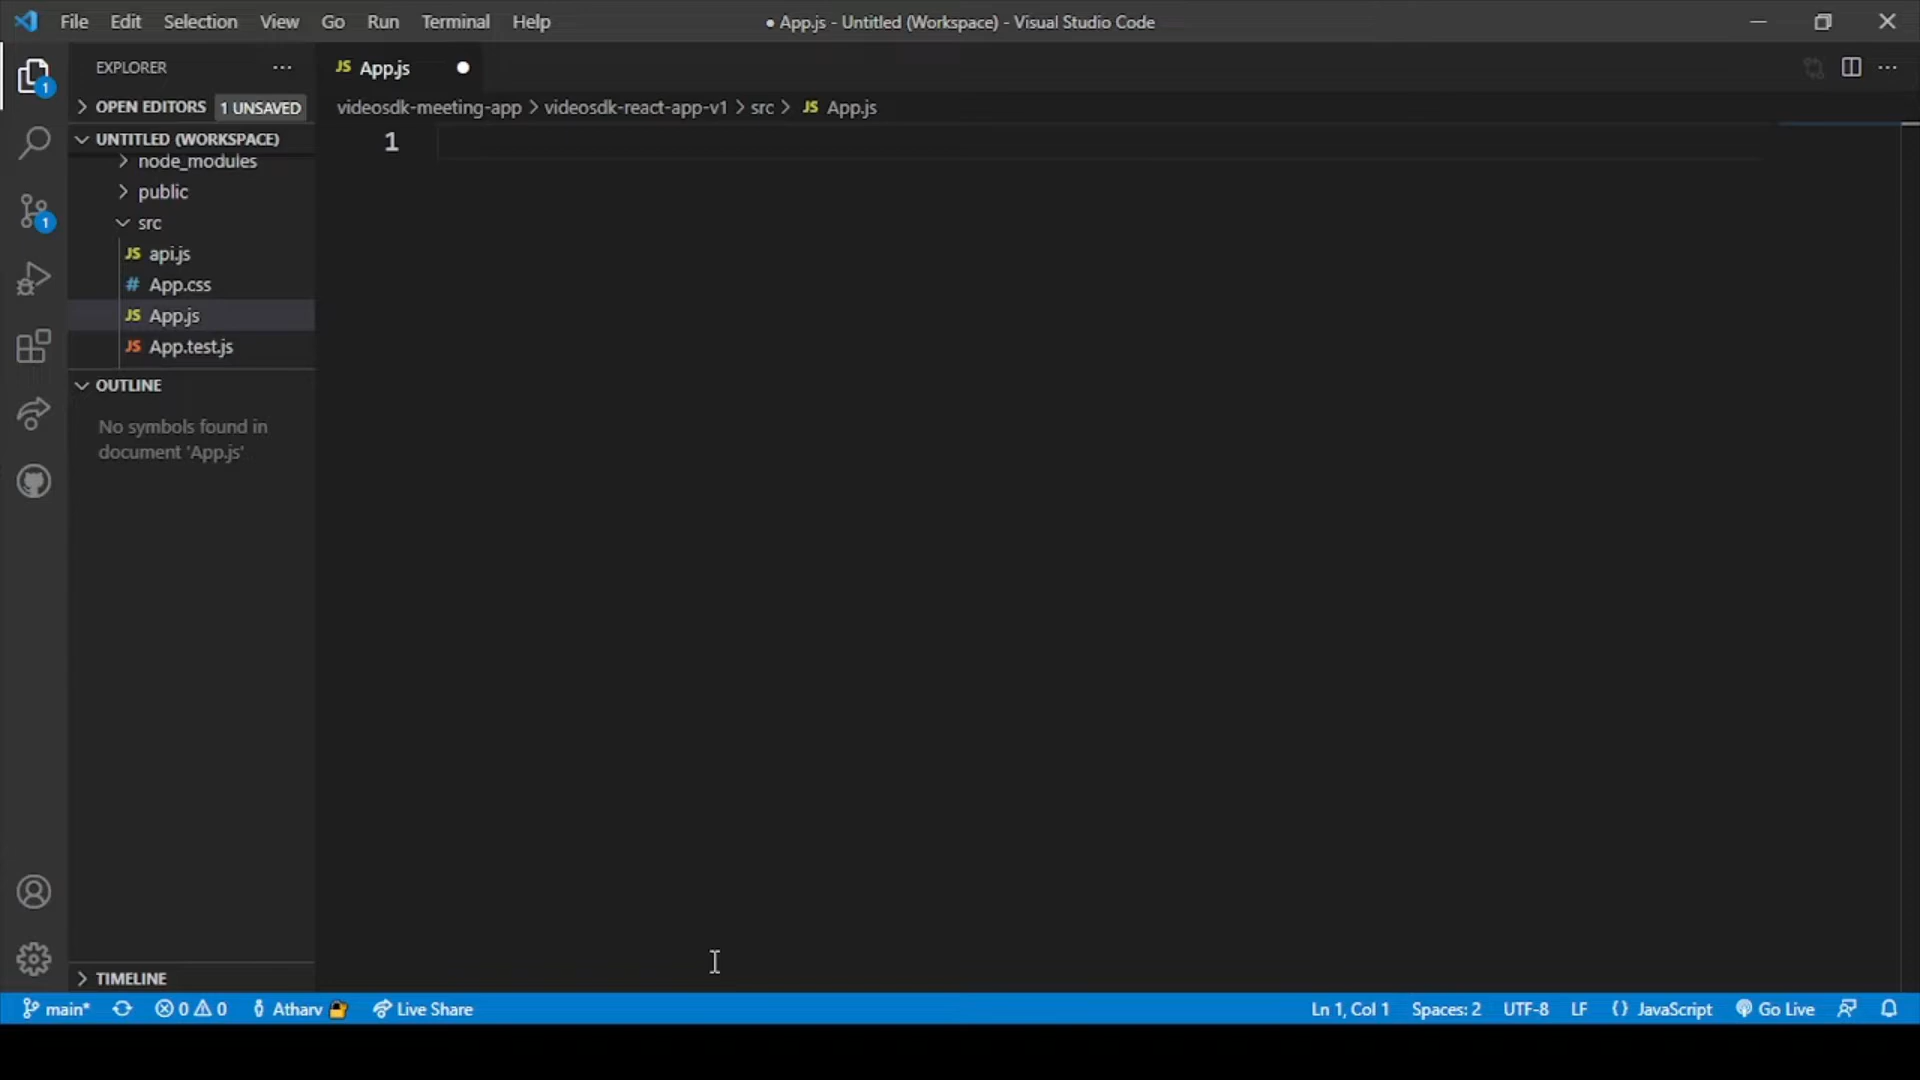 File Edit Selection View Go Run Terminal Help
● App.js - Untitled (Workspace) - Visual Studio Code
EXPLORER
JS App.js
1
OPEN EDITORS 1 UNSAVED
videosdk-meeting-app > videosdk-react-app-v1 > src > JS App.js
UNTITLED (WORKSPACE)
1
node_modules
public
src
1
JS api.js
# App.css
JS App.js
JS App.test.js
OUTLINE
No symbols found in
document 'App.js'
TIMELINE
main* 0 0 Atharv Live Share
Ln 1, Col 1 Spaces: 2 UTF-8 LF {} JavaScript Go Live